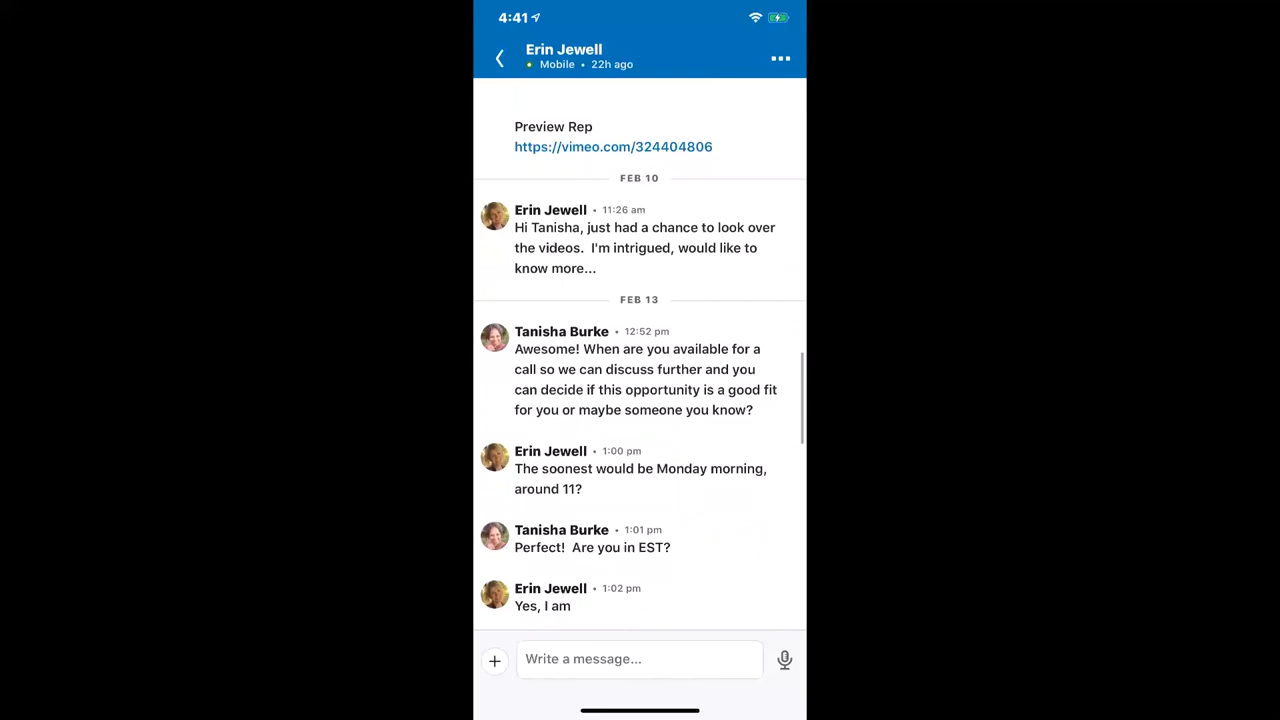 4:41
Erin Jewell
Mobile • 22h ago
Preview Rep
https://vimeo.com/324404806
FEB 10
Erin Jewell • 11:26 am
Hi Tanisha, just had a chance to look over
the videos.  I'm intrigued, would like to
know more...
FEB 13
Tanisha Burke • 12:52 pm
Awesome! When are you available for a
call so we can discuss further and you
can decide if this opportunity is a good fit
for you or maybe someone you know?
Erin Jewell • 1:00 pm
The soonest would be Monday morning,
around 11?
Tanisha Burke • 1:01 pm
Perfect!  Are you in EST?
Erin Jewell • 1:02 pm
Yes, I am
Write a message...